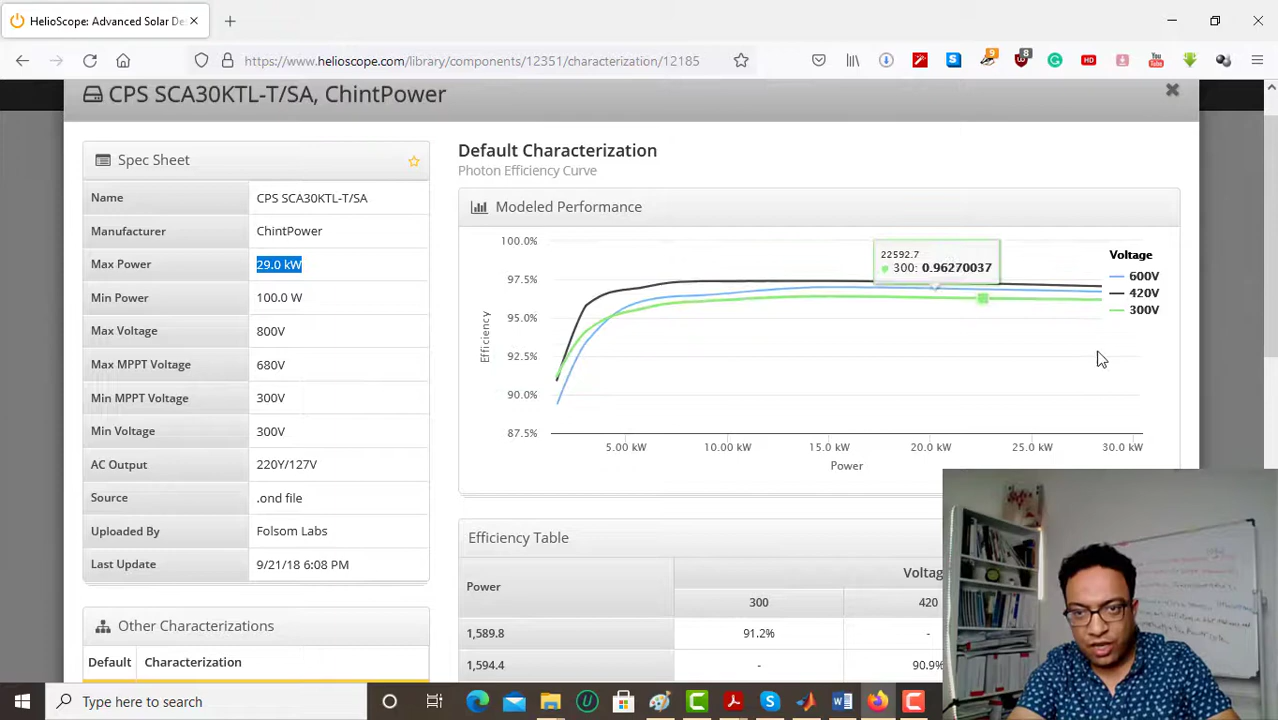 HelioScope: Advanced Solar De
https://www.helioscope.com/library/components/12351/characterization/12185
9
8
HD
You
CPS SCA30KTL-T/SA, ChintPower
Spec Sheet
Name CPS SCA30KTL-T/SA
Manufacturer ChintPower
Max Power 29.0 kW
Min Power 100.0 W
Max Voltage 800V
Max MPPT Voltage 680V
Min MPPT Voltage 300V
Min Voltage 300V
AC Output 220Y/127V
Source .ond file
Uploaded By Folsom Labs
Last Update 9/21/18 6:08 PM
Other Characterizations
Default Characterization
Default Characterization
Photon Efficiency Curve
Modeled Performance
100.0%
97.5%
95.0%
92.5%
90.0%
87.5%
Efficiency
22592.7
300: 0.96270037
Voltage
600V
420V
300V
5.00 kW 10.00 kW 15.0 kW 20.0 kW 25.0 kW 30.0 kW
Power
Efficiency Table
Power Voltag
300 420
1,589.8 91.2% -
1,594.4 - 90.9%
Type here to search